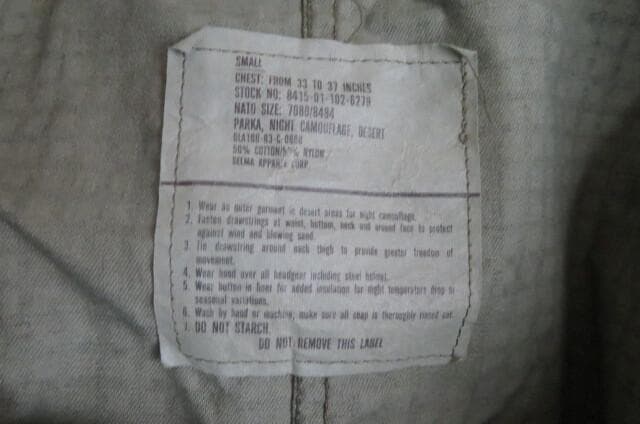 SMALL
CHEST: FROM 33 TO 37 INCHES
STOCK NO: 8415-01-102-6278
NATO SIZE: 7080/8494
PARKA, NIGHT CAMOUFLAGE, DESERT
50% COTTON/50% NYLON
SELMA APPAREL CORP.
1. Wear as outer garment in desert areas for night camouflage.
2. Fasten drawstrings at waist, bottom, neck and around face to protect
against wind and blowing sand.
3. Tie drawstring around each thigh to provide greater freedom of
movement.
4. Wear hood over all headgear including steel helmet.
5. Wear button in liner for added insulation for night temperature drop or
seasonal variations.
6. Wash by hand or machine; make sure all soap is thoroughly rinsed out.
7. DO NOT STARCH.
DO NOT REMOVE THIS LABEL